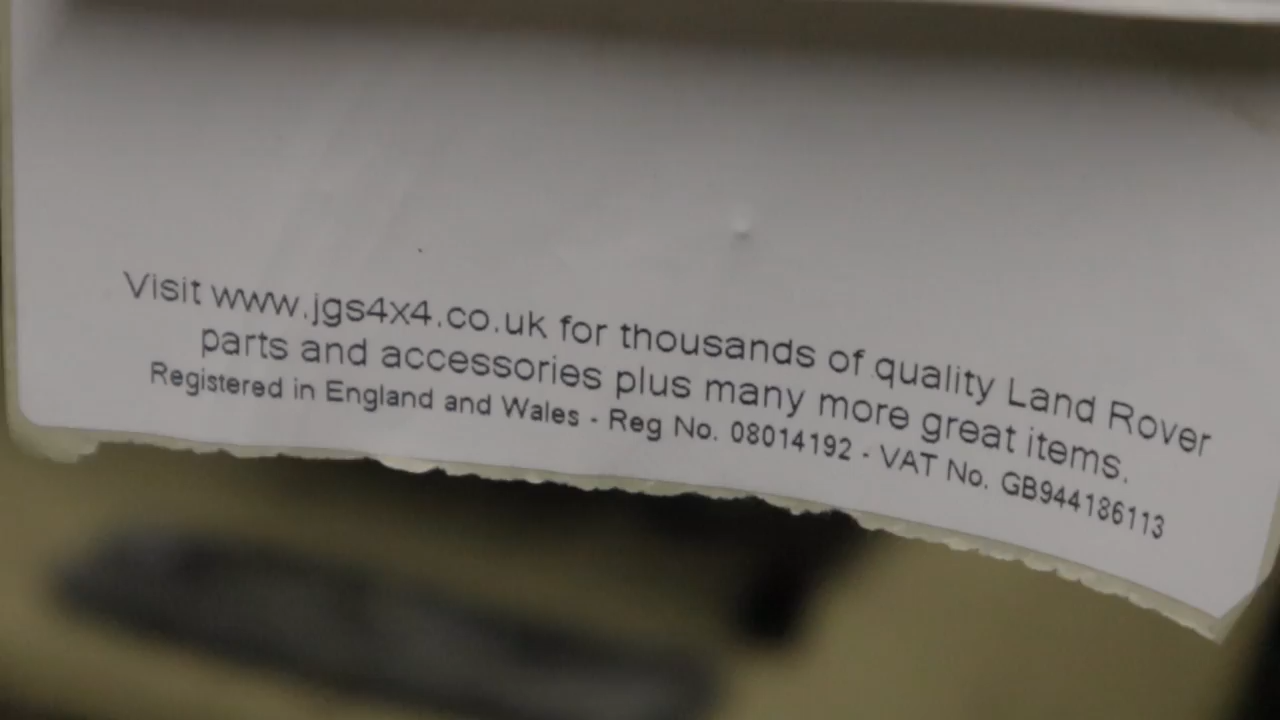 Visit www.jgs4x4.co.uk for thousands of quality Land Rover
parts and accessories plus many more great items.
Registered in England and Wales - Reg No. 08014192 - VAT No. GB944186113